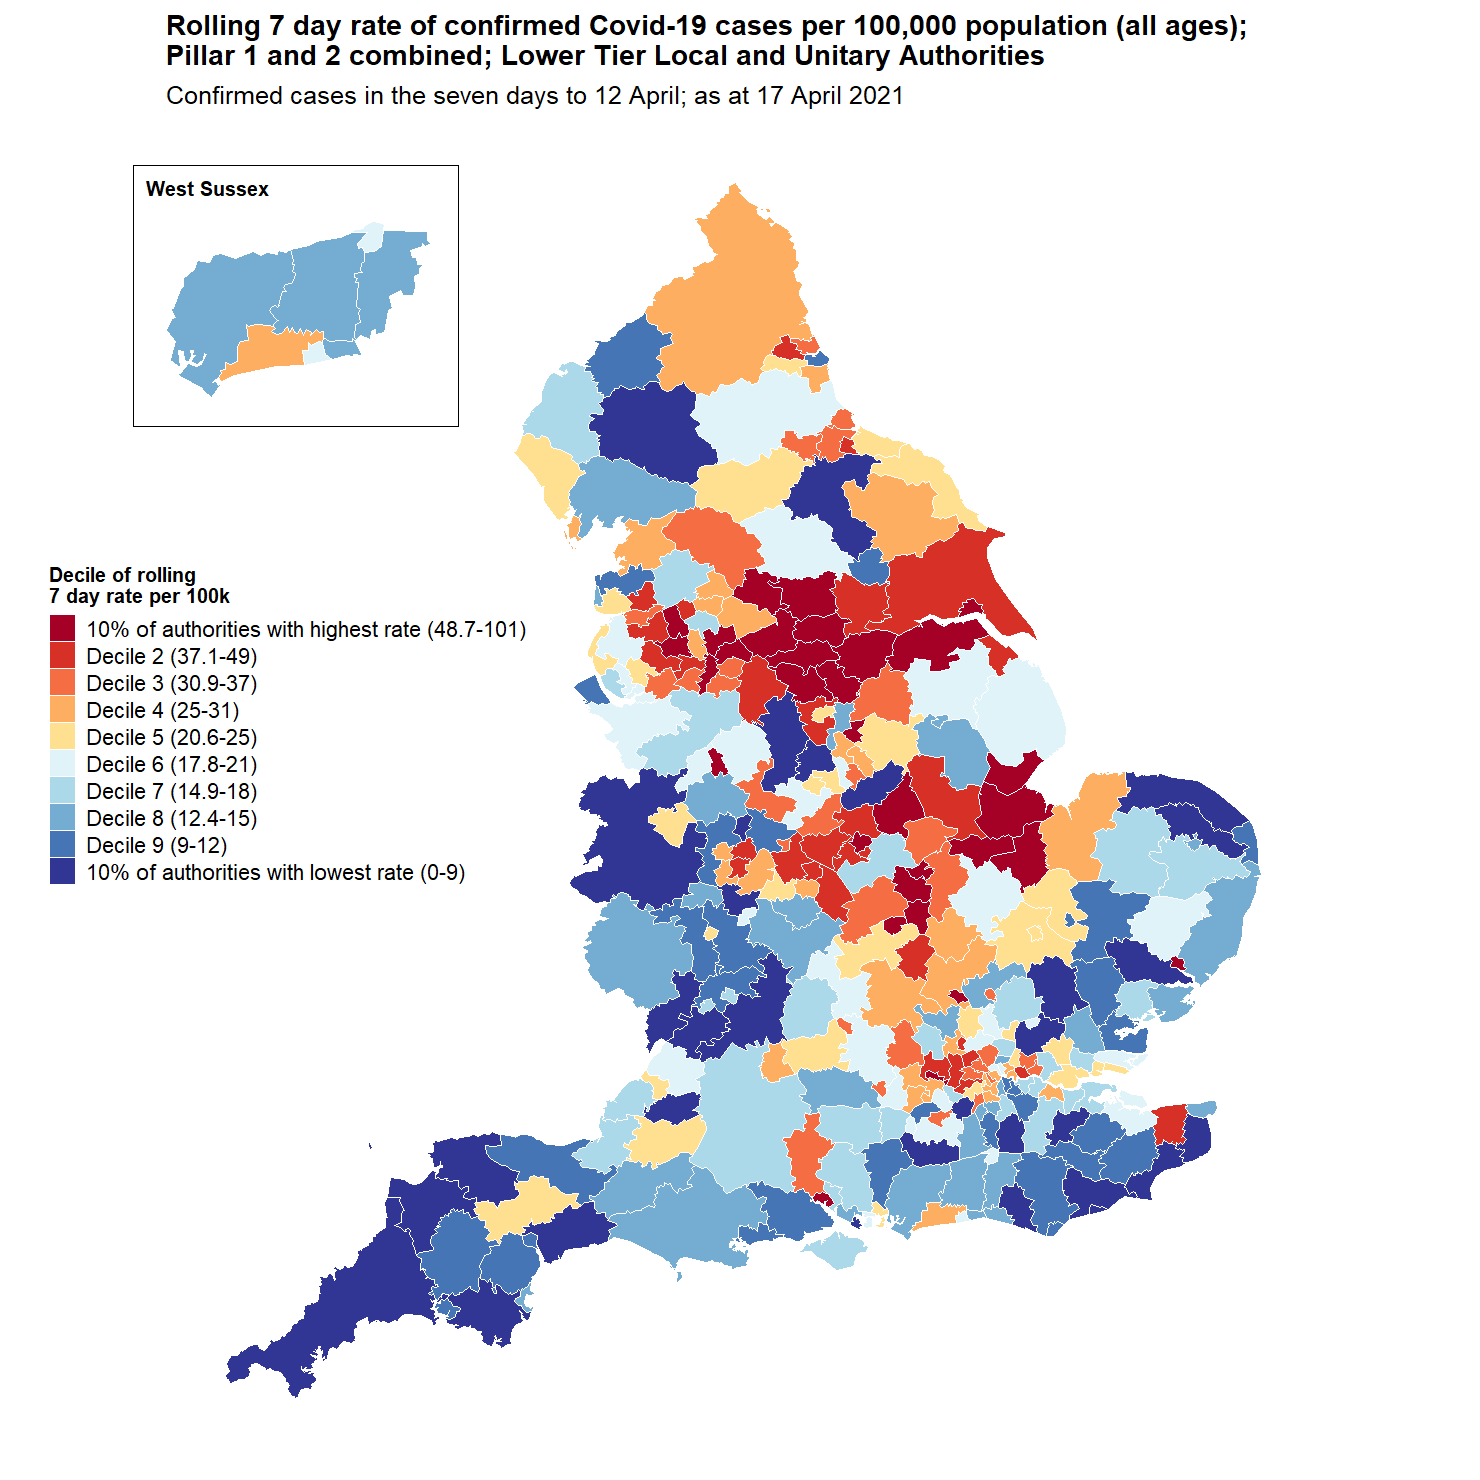 Rolling 7 day rate of confirmed Covid-19 cases per 100,000 population (all ages);
Pillar 1 and 2 combined; Lower Tier Local and Unitary Authorities
Confirmed cases in the seven days to 12 April; as at 17 April 2021
West Sussex
Decile of rolling
7 day rate per 100k
10% of authorities with highest rate (48.7-101)
Decile 2 (37.1-49)
Decile 3 (30.9-37)
Decile 4 (25-31)
Decile 5 (20.6-25)
Decile 6 (17.8-21)
Decile 7 (14.9-18)
Decile 8 (12.4-15)
Decile 9 (9-12)
10% of authorities with lowest rate (0-9)